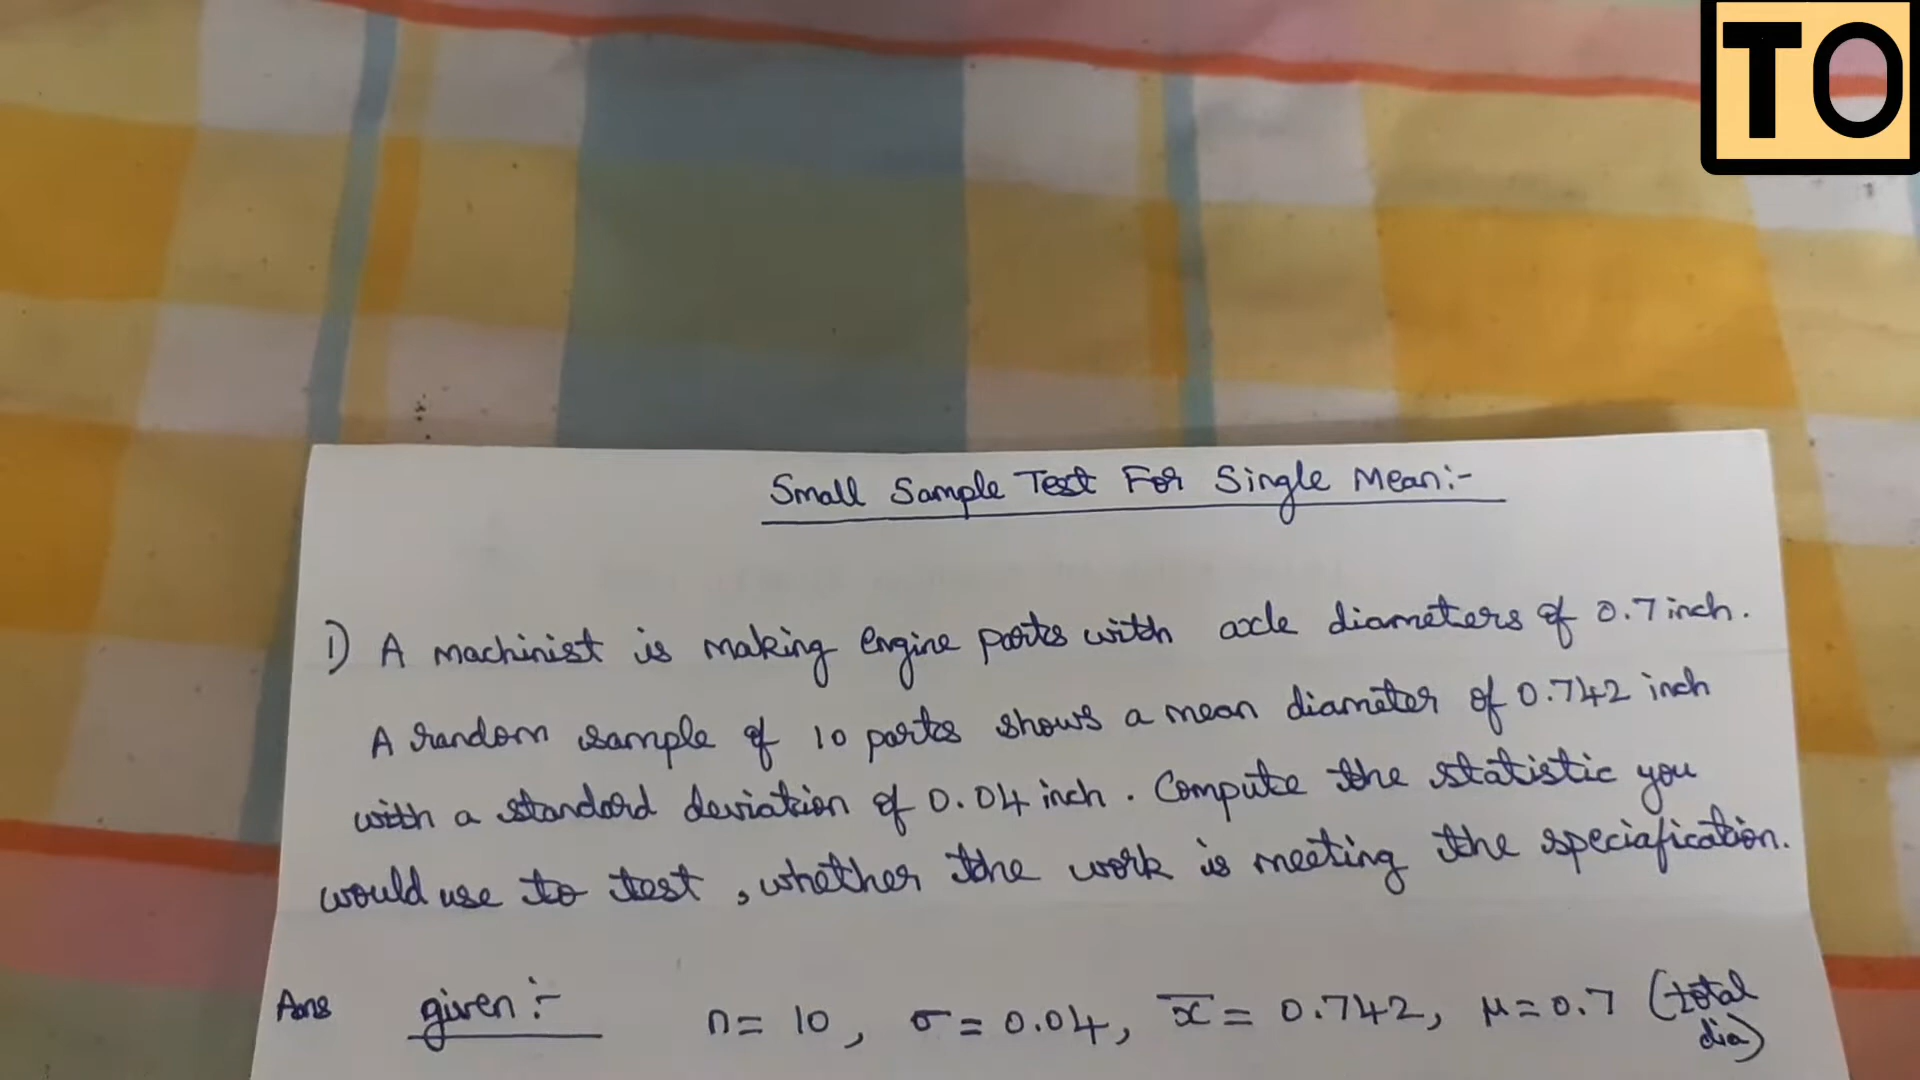 TO
Small Sample Test For Single Mean:-
1) A machinist is making engine parts with axle diameters of 0.7 inch.
A random sample of 10 parts shows a mean diameter of 0.742 inch
with a standard deviation of 0.04 inch. Compute the statistic you
would use to test, whether the work is meeting the speciafication.
Ans given:- n = 10, σ = 0.04, x̄ = 0.742, μ = 0.7 (total
dia)